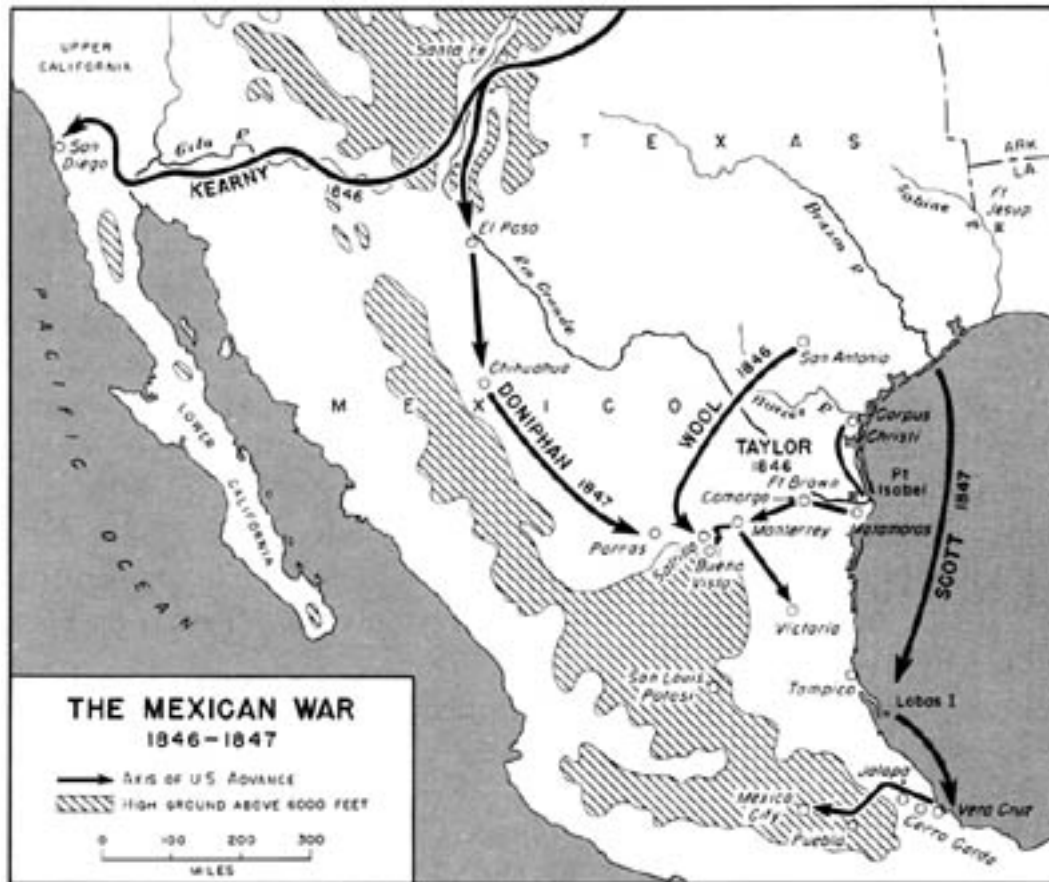 UPPER
CALIFORNIA
Santa Fe
San
Diego
Gila R.
KEARNY
1846
T E X A S
ARK
LA.
Sabine
Ft
Jesup
Brazos R
El Paso
Rio Grande
PACIFIC OCEAN
LOWER
CALIFORNIA
Chihuahua
M E X I C O
DONIPHAN
1847
WOOL
1846
San Antonio
Nueces R
Corpus
Christi
TAYLOR
1846
Ft Brown
Pt
Isabel
Camargo
Matamoras
Monterrey
Parras
Saltillo
Buena
Vista
Victoria
SCOTT
1847
San Louis
Potosi
Tampico
Lobos I
Jalapa
Mexico
City
Puebla
Cerro Gordo
Vera Cruz
THE MEXICAN WAR
1846-1847
AXIS OF U.S. ADVANCE
HIGH GROUND ABOVE 6000 FEET
0 100 200 300
MILES